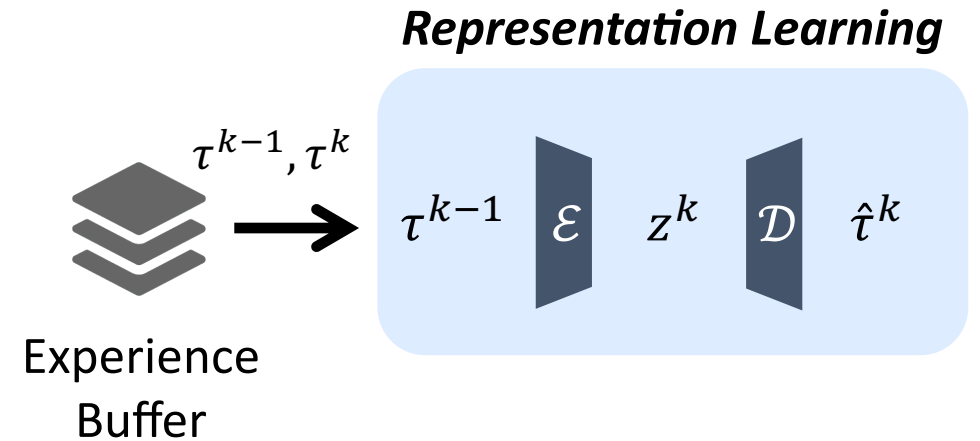 Representation Learning
τ^{k−1}, τ^k
τ^{k−1} ℰ z^k 𝒟 τ̂^k
Experience
Buffer